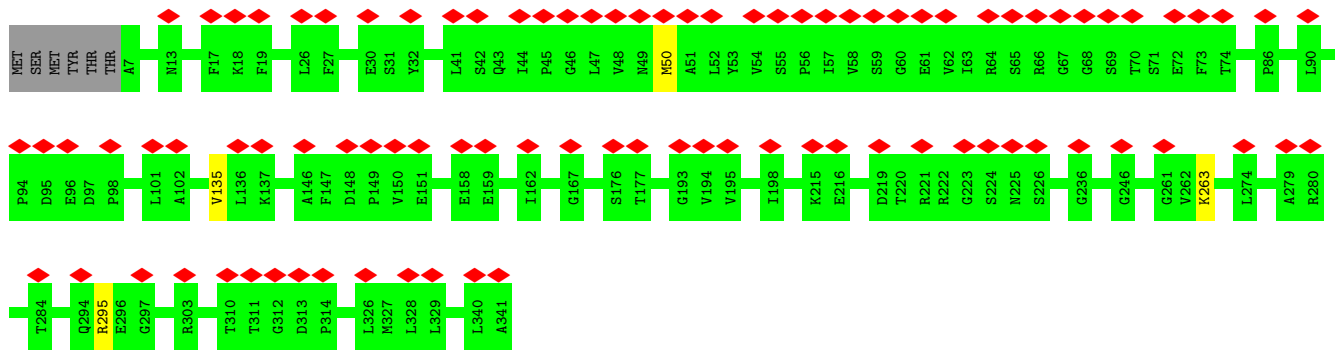 MET SER MET TYR THR THR A7 N13 F17 K18 F19 L26 F27 E30 S31 Y32 L41 S42 Q43 I44 P45 G46 L47 V48 N49 M50 A51 L52 Y53 V54 S55 P56 I57 V58 S59 G60 E61 V62 I63 R64 S65 R66 G67 G68 S69 T70 S71 E72 F73 T74 P86 L90
P94 D95 E96 D97 P98 L101 A102 V135 L136 K137 A146 F147 D148 P149 V150 E151 E158 E159 I162 G167 S176 T177 G193 V194 V195 I198 K215 E216 D219 T220 R221 R222 G223 S224 N225 S226 G236 G246 G261 V262 K263 L274 A279 R280
T284 Q294 R295 E296 G297 R303 T310 T311 G312 D313 P314 L326 M327 L328 L329 L340 A341